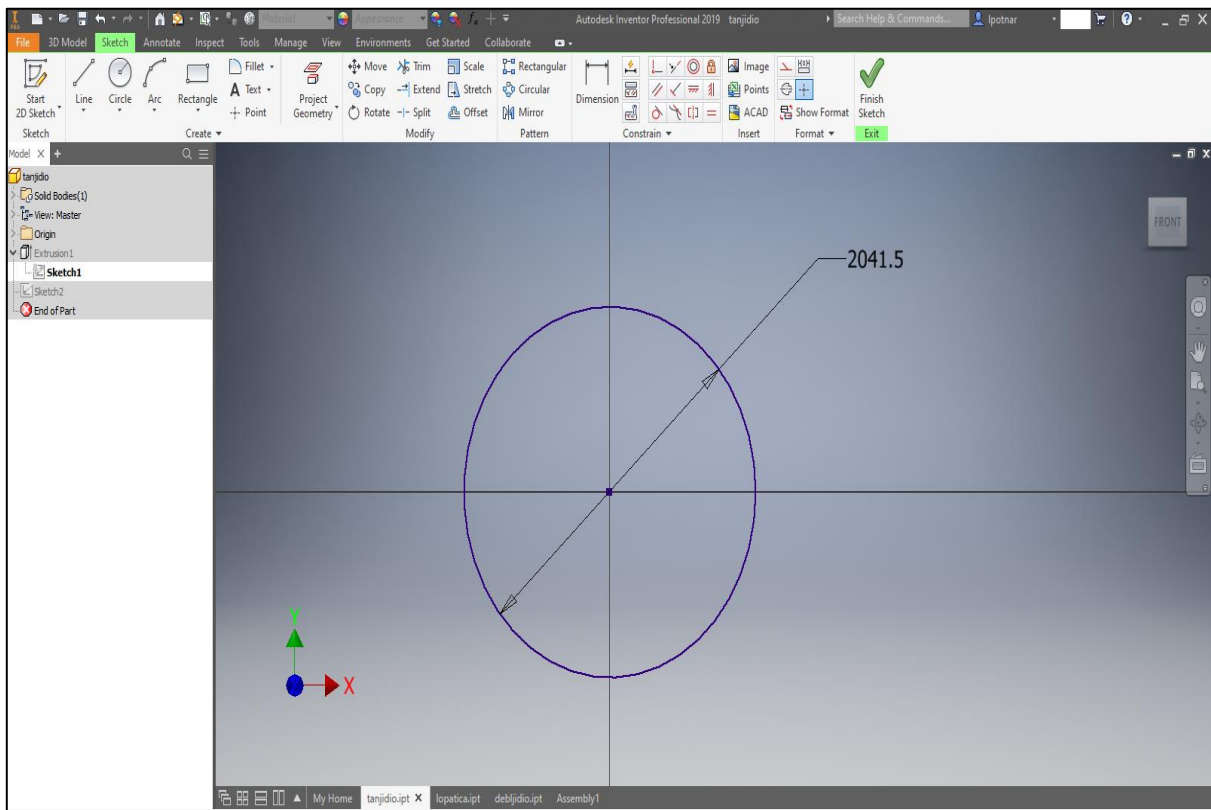 Material Appearance Autodesk Inventor Professional 2019 tanjidio Search Help & Commands... lpotnar
File 3D Model Sketch Annotate Inspect Tools Manage View Environments Get Started Collaborate
Start 2D Sketch
Line Circle Arc Rectangle
Fillet
Text
Point
Project Geometry
Move Trim Scale
Copy Extend Stretch
Rotate Split Offset
Rectangular
Circular
Mirror
Dimension
Image
Points
ACAD
Show Format
Finish Sketch
Sketch Create Modify Pattern Constrain Insert Format Exit
Model
tanjidio
Solid Bodies(1)
View: Master
Origin
Extrusion1
Sketch1
Sketch2
End of Part
FRONT
2041.5
Y
X
My Home tanjidio.ipt lopatica.ipt debljidio.ipt Assembly1